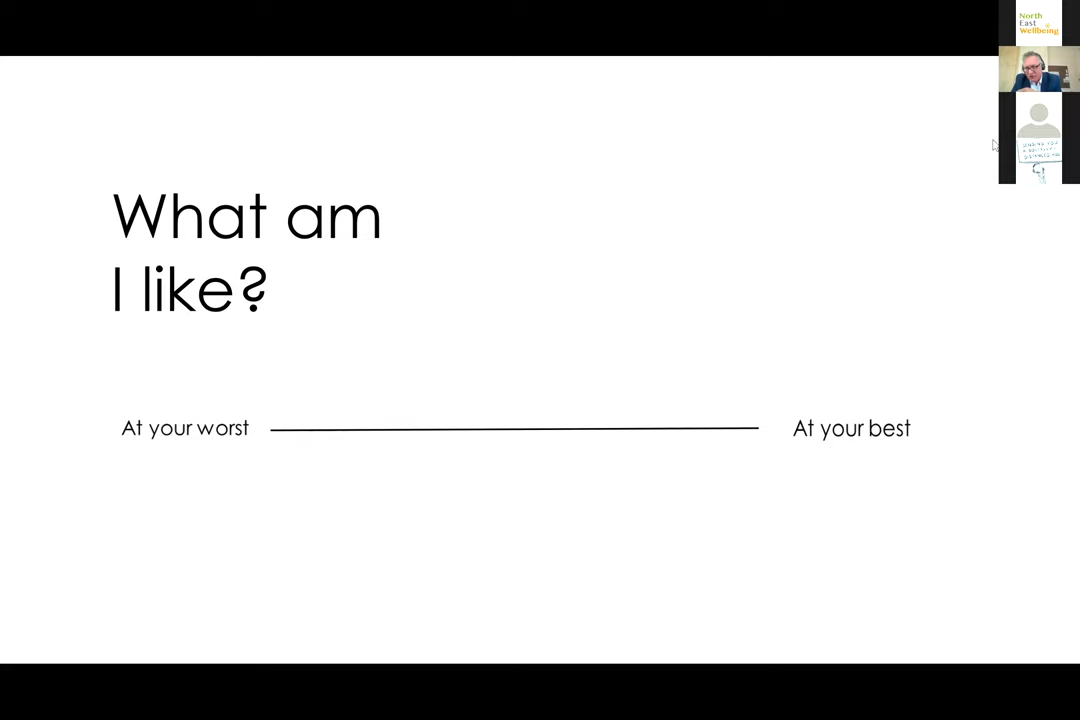 North
East
Wellbeing
What am
I like?
At your worst
At your best